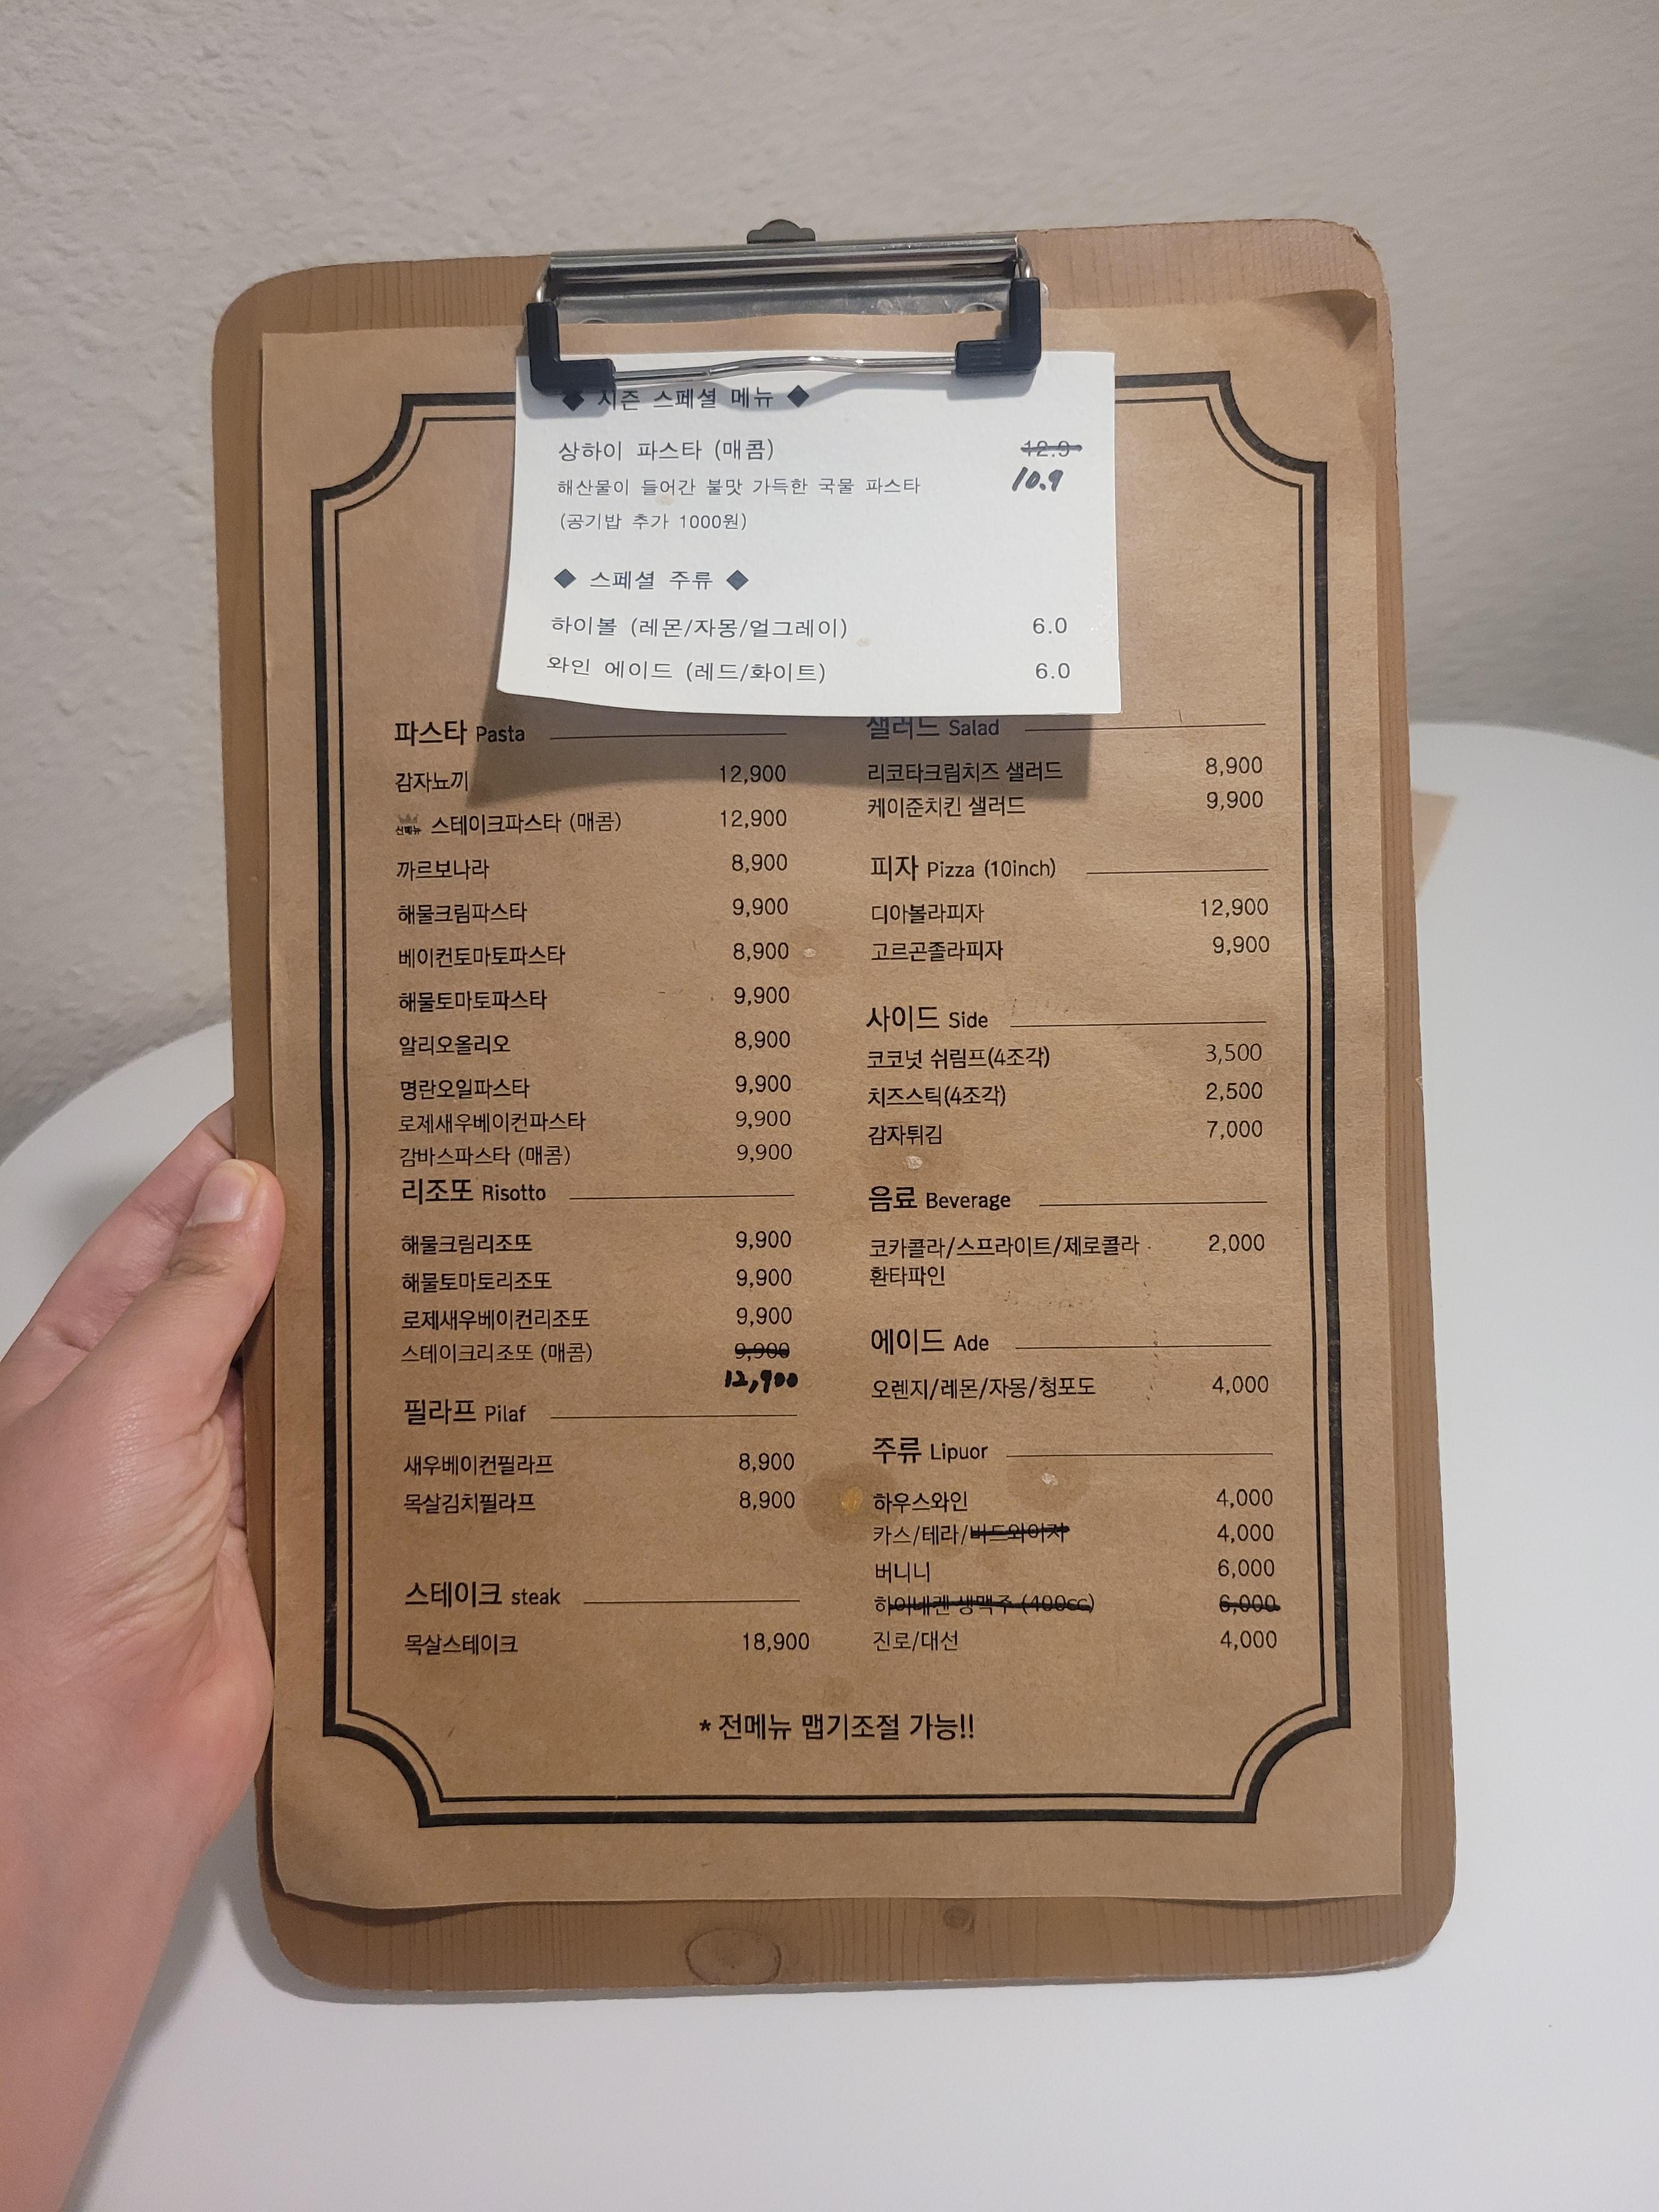 ◆ 시즌 스페셜 메뉴 ◆
상하이 파스타 (매콤) 12.9
10.9
해산물이 들어간 불맛 가득한 국물 파스타
(공기밥 추가 1000원)
◆ 스페셜 주류 ◆
하이볼 (레몬/자몽/얼그레이) 6.0
와인 에이드 (레드/화이트) 6.0
파스타 Pasta
감자뇨끼 12,900
신메뉴 스테이크파스타 (매콤) 12,900
까르보나라 8,900
해물크림파스타 9,900
베이컨토마토파스타 8,900
해물토마토파스타 9,900
알리오올리오 8,900
명란오일파스타 9,900
로제새우베이컨파스타 9,900
감바스파스타 (매콤) 9,900
리조또 Risotto
해물크림리조또 9,900
해물토마토리조또 9,900
로제새우베이컨리조또 9,900
스테이크리조또 (매콤) 9,900
12,900
필라프 Pilaf
새우베이컨필라프 8,900
목살김치필라프 8,900
스테이크 steak
목살스테이크 18,900
샐러드 Salad
리코타크림치즈 샐러드 8,900
케이준치킨 샐러드 9,900
피자 Pizza (10inch)
디아볼라피자 12,900
고르곤졸라피자 9,900
사이드 Side
코코넛 쉬림프(4조각) 3,500
치즈스틱(4조각) 2,500
감자튀김 7,000
음료 Beverage
코카콜라/스프라이트/제로콜라 2,000
환타파인
에이드 Ade
오렌지/레몬/자몽/청포도 4,000
주류 Lipuor
하우스와인 4,000
카스/테라/버드와이저 4,000
버니니 6,000
하이네켄 생맥주 (400cc) 6,000
진로/대선 4,000
* 전메뉴 맵기조절 가능!!